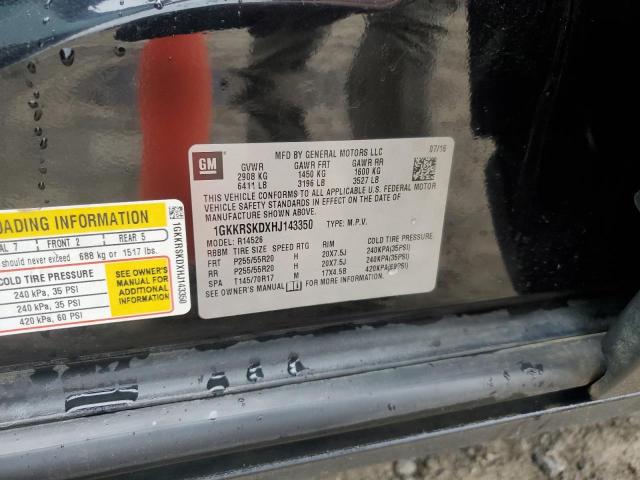 GM
MFD BY GENERAL MOTORS LLC
07/16
GVWR GAWR FRT GAWR RR
2908 KG 1450 KG 1600 KG
6411 LB 3196 LB 3527 LB
THIS VEHICLE CONFORMS TO ALL APPLICABLE U.S. FEDERAL MOTOR
VEHICLE SAFETY STANDARDS IN EFFECT ON THE DATE OF
MANUFACTURE SHOWN ABOVE.
1GKKRSKDXHJ143350 TYPE: M.P.V.
MODEL: R14526
RBBM TIRE SIZE SPEED RTG RIM COLD TIRE PRESSURE
FRT P255/55R20 H 20X7.5J 240KPA(35PSI)
RR P255/55R20 H 20X7.5J 240KPA(35PSI)
SPA T145/70R17 M 17X4.5B 420KPA(60PSI)
SEE OWNER'S MANUAL FOR MORE INFORMATION.
OADING INFORMATION
AL 7 FRONT 2 REAR 5
should never exceed 688 kg or 1517 lbs.
COLD TIRE PRESSURE
240 kPa, 35 PSI
240 kPa, 35 PSI
420 kPa, 60 PSI
SEE OWNER'S
MANUAL FOR
ADDITIONAL
INFORMATION
1GKKRSKDXHJ143350